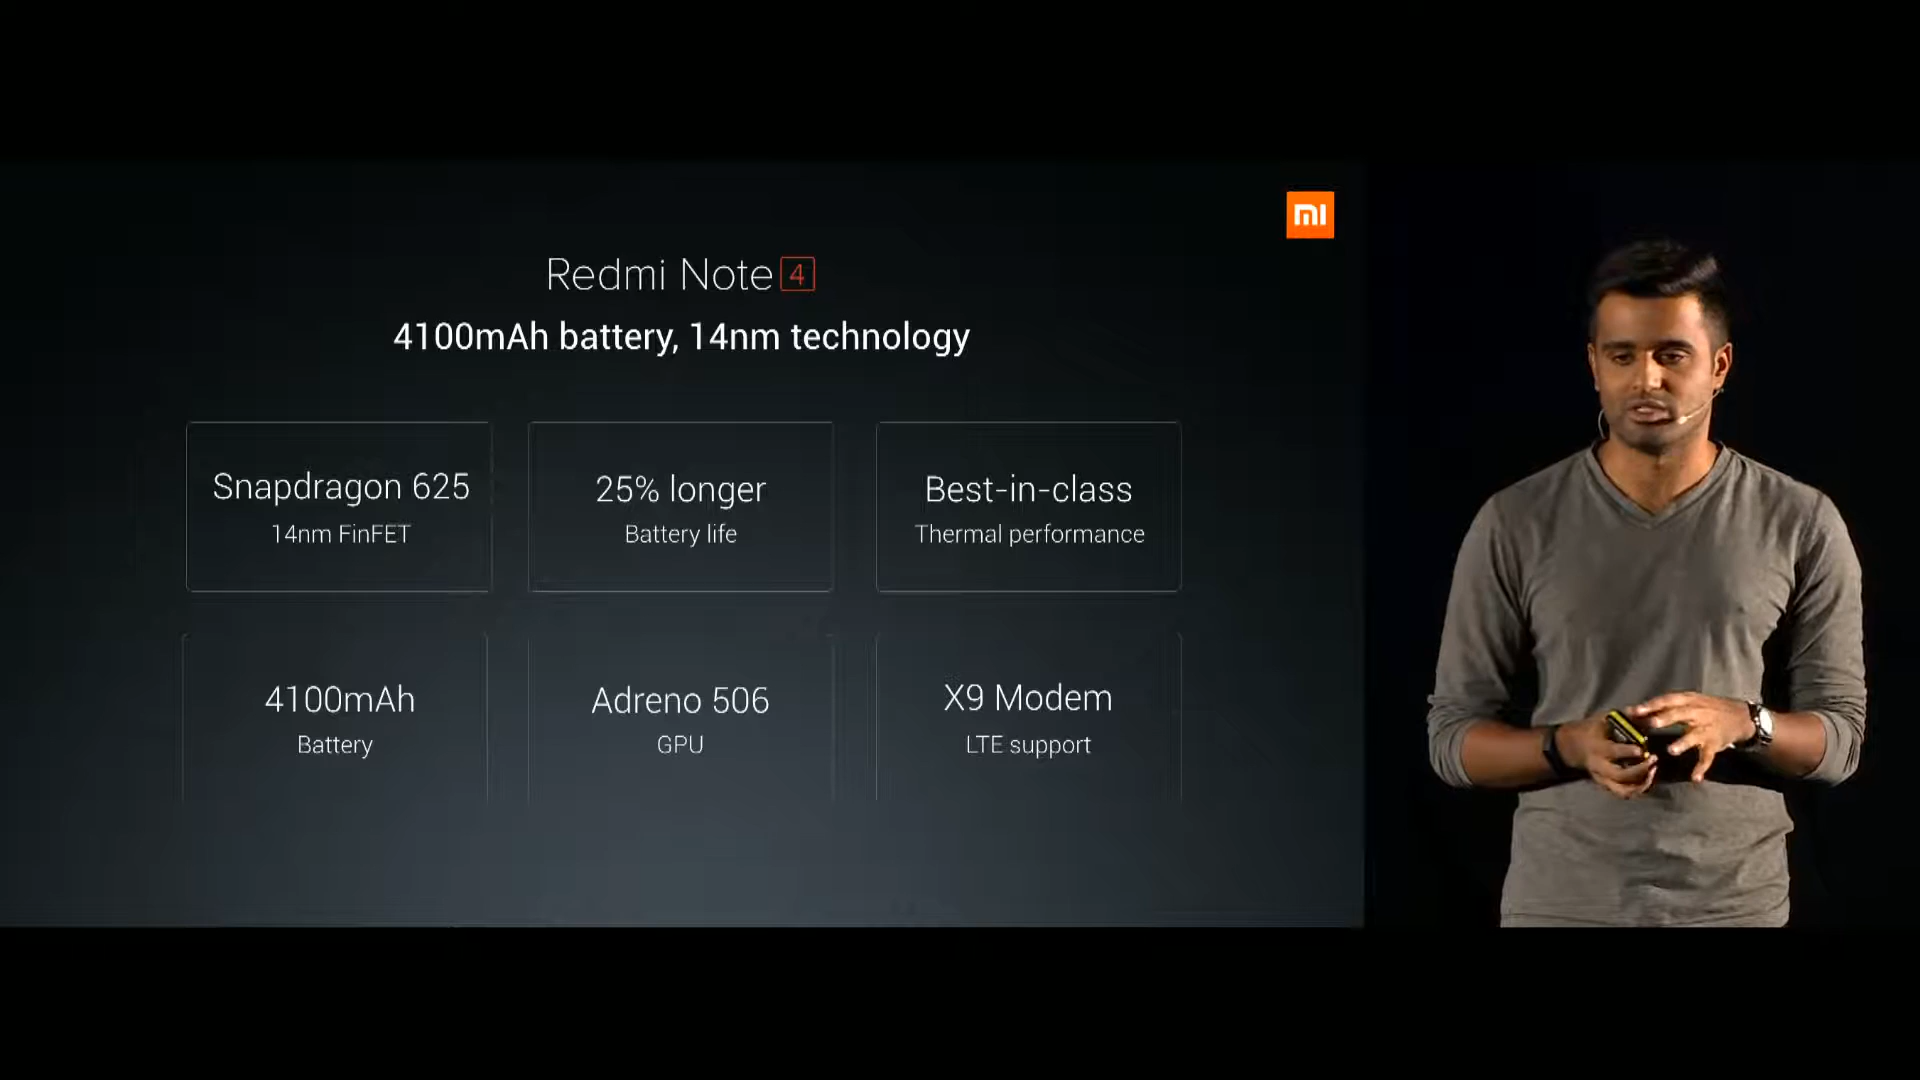 mi
Redmi Note 4
4100mAh battery, 14nm technology
Snapdragon 625
14nm FinFET
25% longer
Battery life
Best-in-class
Thermal performance
4100mAh
Battery
Adreno 506
GPU
X9 Modem
LTE support